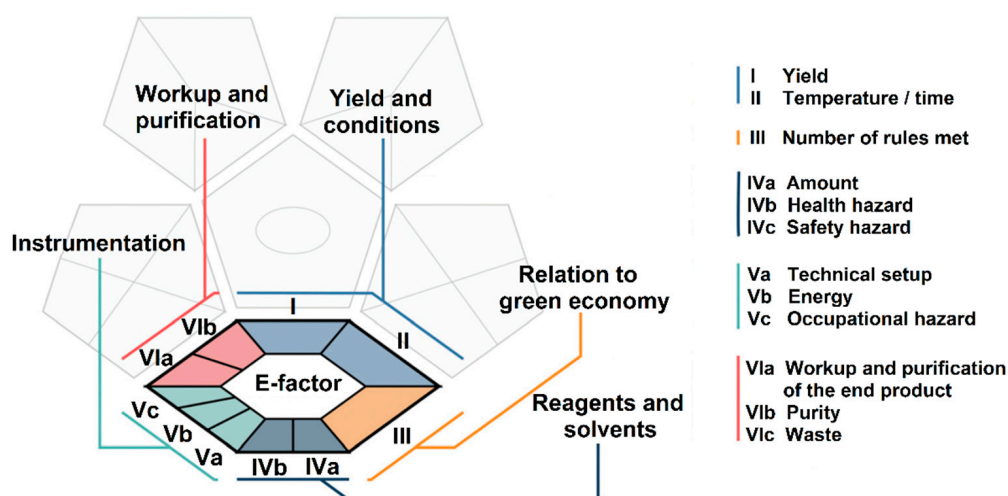 Workup and
purification
Yield and
conditions
Instrumentation
Relation to
green economy
Reagents and
solvents
I
II
III
IVa
IVb
Va
Vb
Vc
VIa
VIb
E-factor
I Yield
II Temperature / time
III Number of rules met
IVa Amount
IVb Health hazard
IVc Safety hazard
Va Technical setup
Vb Energy
Vc Occupational hazard
VIa Workup and purification
of the end product
VIb Purity
VIc Waste